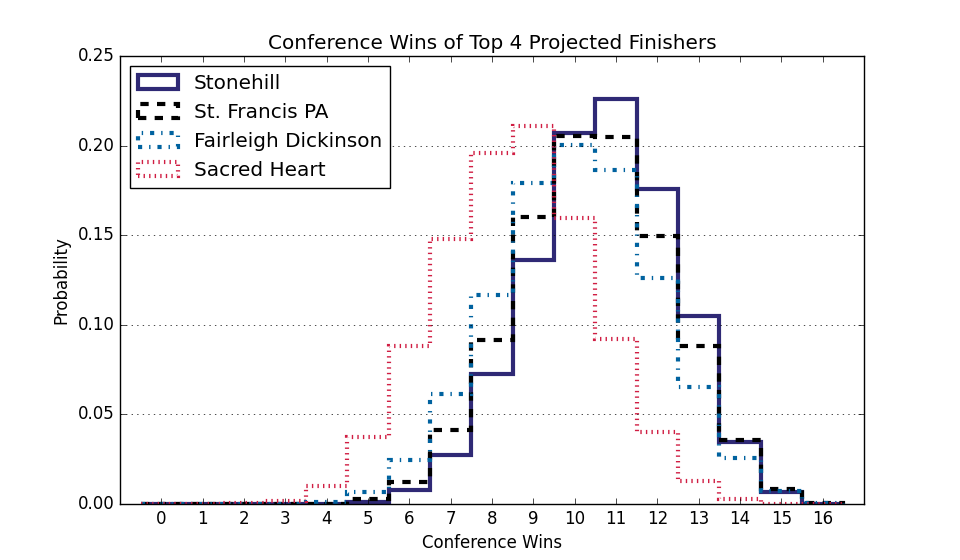 Conference Wins of Top 4 Projected Finishers
0.25
0.20
0.15
0.10
0.05
0.00
Probability
Stonehill
St. Francis PA
Fairleigh Dickinson
Sacred Heart
0 1 2 3 4 5 6 7 8 9 10 11 12 13 14 15 16
Conference Wins